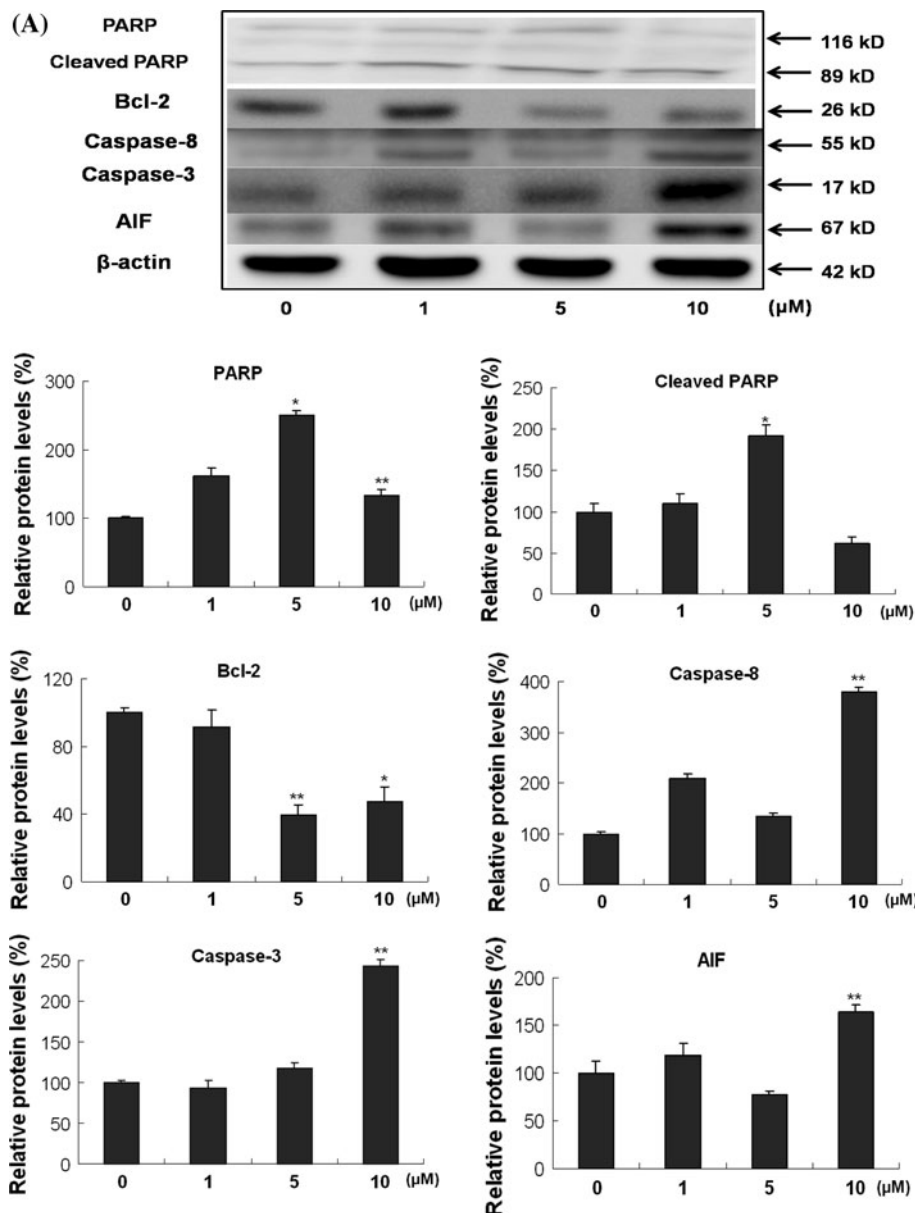 (A)
PARP
116 kD
Cleaved PARP
89 kD
Bcl-2
26 kD
Caspase-8
55 kD
Caspase-3
17 kD
AIF
67 kD
β-actin
42 kD
0 1 5 10 (μM)
PARP
Relative protein levels (%)
300
200
100
0
0 1 5 10 (μM)
*
**
Cleaved PARP
Relative protein elevels (%)
250
200
150
100
50
0
0 1 5 10 (μM)
*
Bcl-2
Relative protein levels (%)
120
80
40
0
0 1 5 10 (μM)
**
*
Caspase-8
Relative protein levels (%)
400
300
200
100
0
0 1 5 10 (μM)
**
Caspase-3
Relative protein levels (%)
250
200
150
100
50
0
0 1 5 10 (μM)
**
AIF
Relative protein levels (%)
200
150
100
50
0
0 1 5 10 (μM)
**